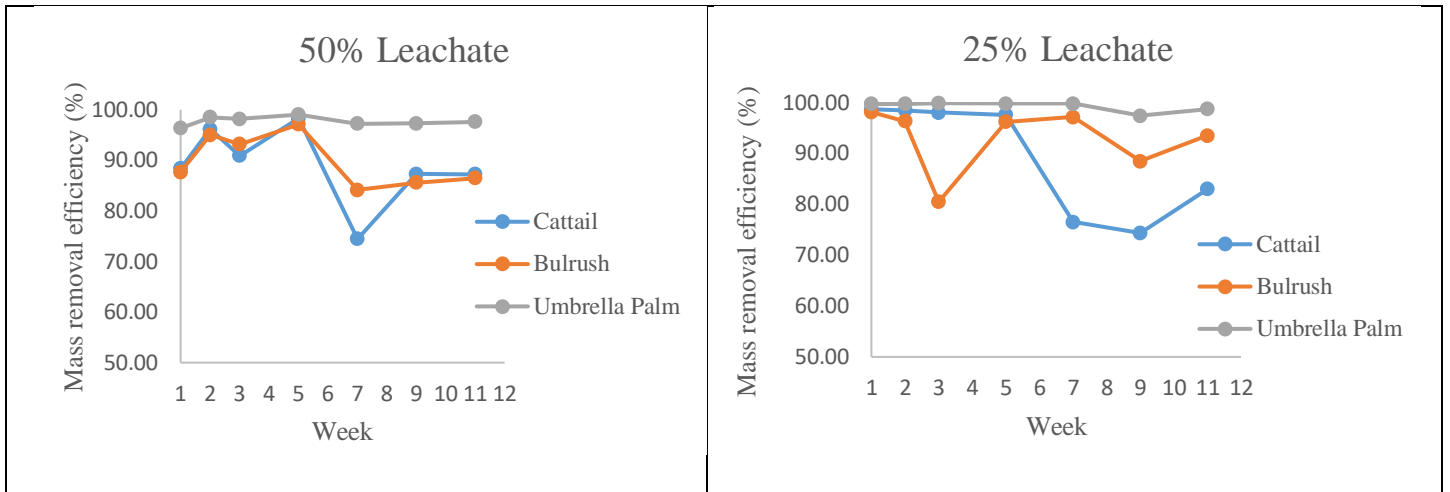 50% Leachate
Mass removal efficiency (%)
100.00
90.00
80.00
70.00
60.00
50.00
1 2 3 5 6 7 8 9 10 11 12
Week
Cattail
Bulrush
Umbrella Palm
25% Leachate
Mass removal efficiency (%)
100.00
90.00
80.00
70.00
60.00
50.00
1 2 3 5 6 7 8 9 10 11 12
Week
Cattail
Bulrush
Umbrella Palm